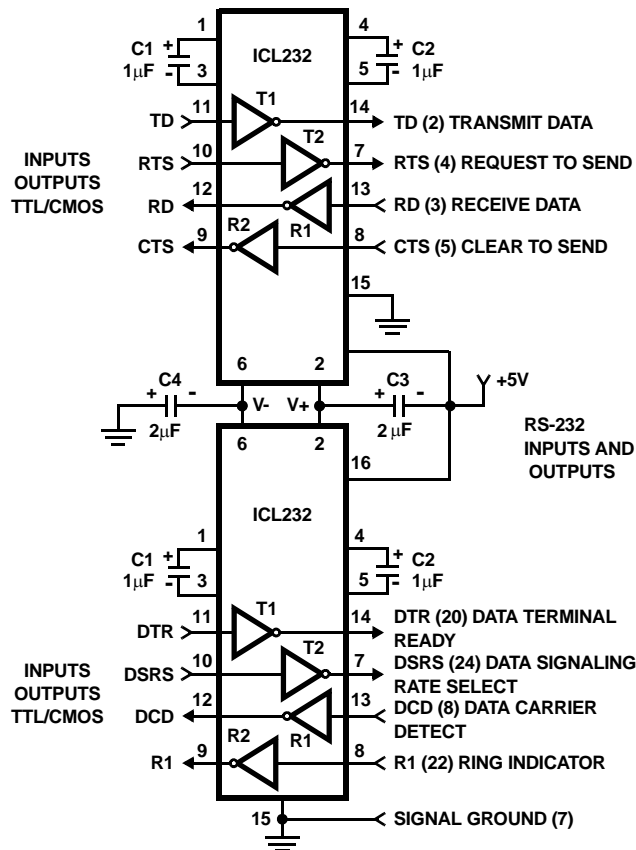 1
4
C1 +
1μF -
3
ICL232
+ C2
- 1μF
5
TD 11 T1 14 TD (2) TRANSMIT DATA
RTS 10 T2 7 RTS (4) REQUEST TO SEND
INPUTS
OUTPUTS
TTL/CMOS
RD 12 R1 13 RD (3) RECEIVE DATA
CTS 9 R2 8 CTS (5) CLEAR TO SEND
15
6 2
C4
+ -
2μF
V- V+
C3
+ -
2μF
+5V
RS-232
INPUTS AND
OUTPUTS
6 2
16
ICL232
1
4
C1 +
1μF -
3
+ C2
- 1μF
5
DTR 11 T1 14 DTR (20) DATA TERMINAL
READY
DSRS 10 T2 7 DSRS (24) DATA SIGNALING
RATE SELECT
INPUTS
OUTPUTS
TTL/CMOS
DCD 12 R1 13 DCD (8) DATA CARRIER
DETECT
R1 9 R2 8 R1 (22) RING INDICATOR
15 SIGNAL GROUND (7)